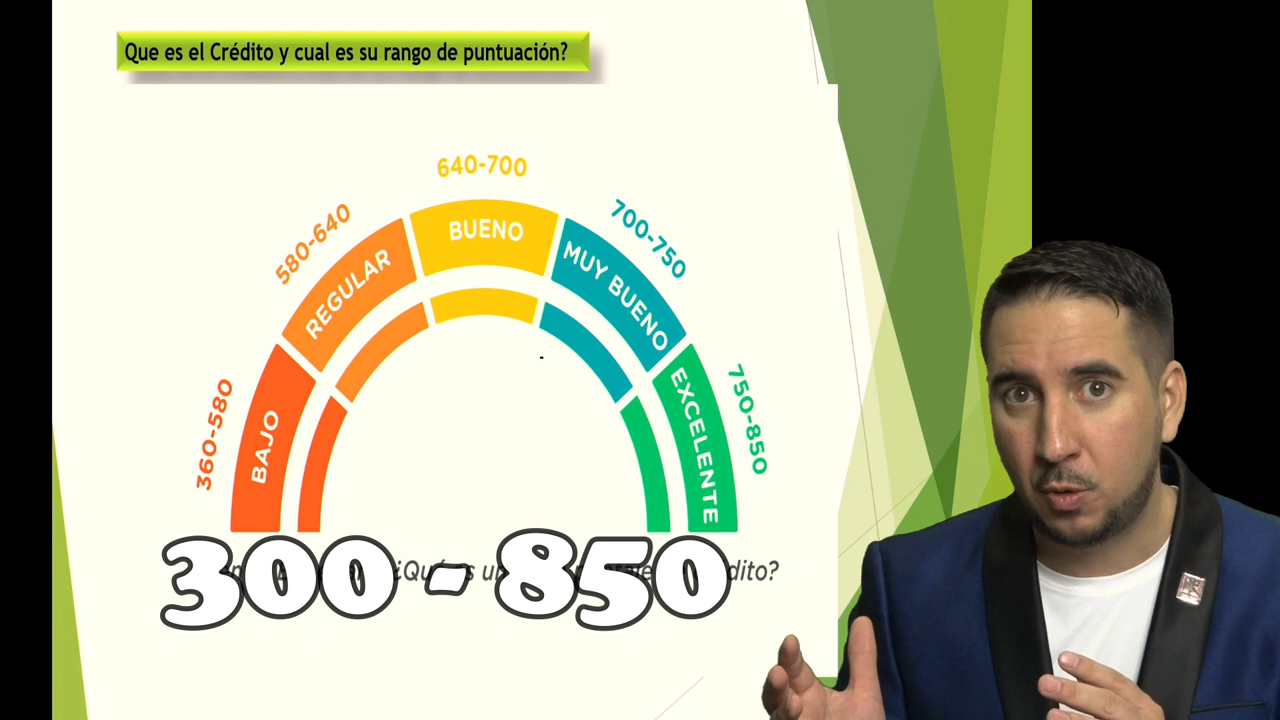 Que es el Crédito y cual es su rango de puntuación?
640-700
580-640
700-750
BUENO
REGULAR
MUY BUENO
360-580
750-850
BAJO
EXCELENTE
300 - 850
dito?